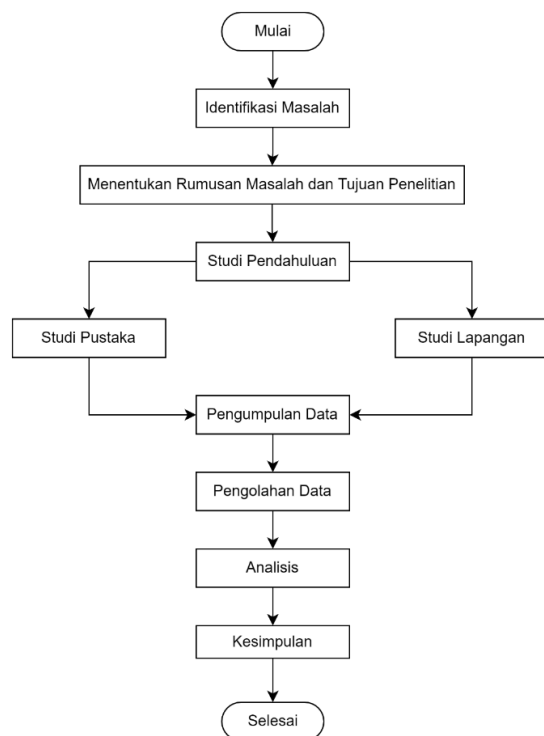 Mulai
Identifikasi Masalah
Menentukan Rumusan Masalah dan Tujuan Penelitian
Studi Pendahuluan
Studi Pustaka
Studi Lapangan
Pengumpulan Data
Pengolahan Data
Analisis
Kesimpulan
Selesai